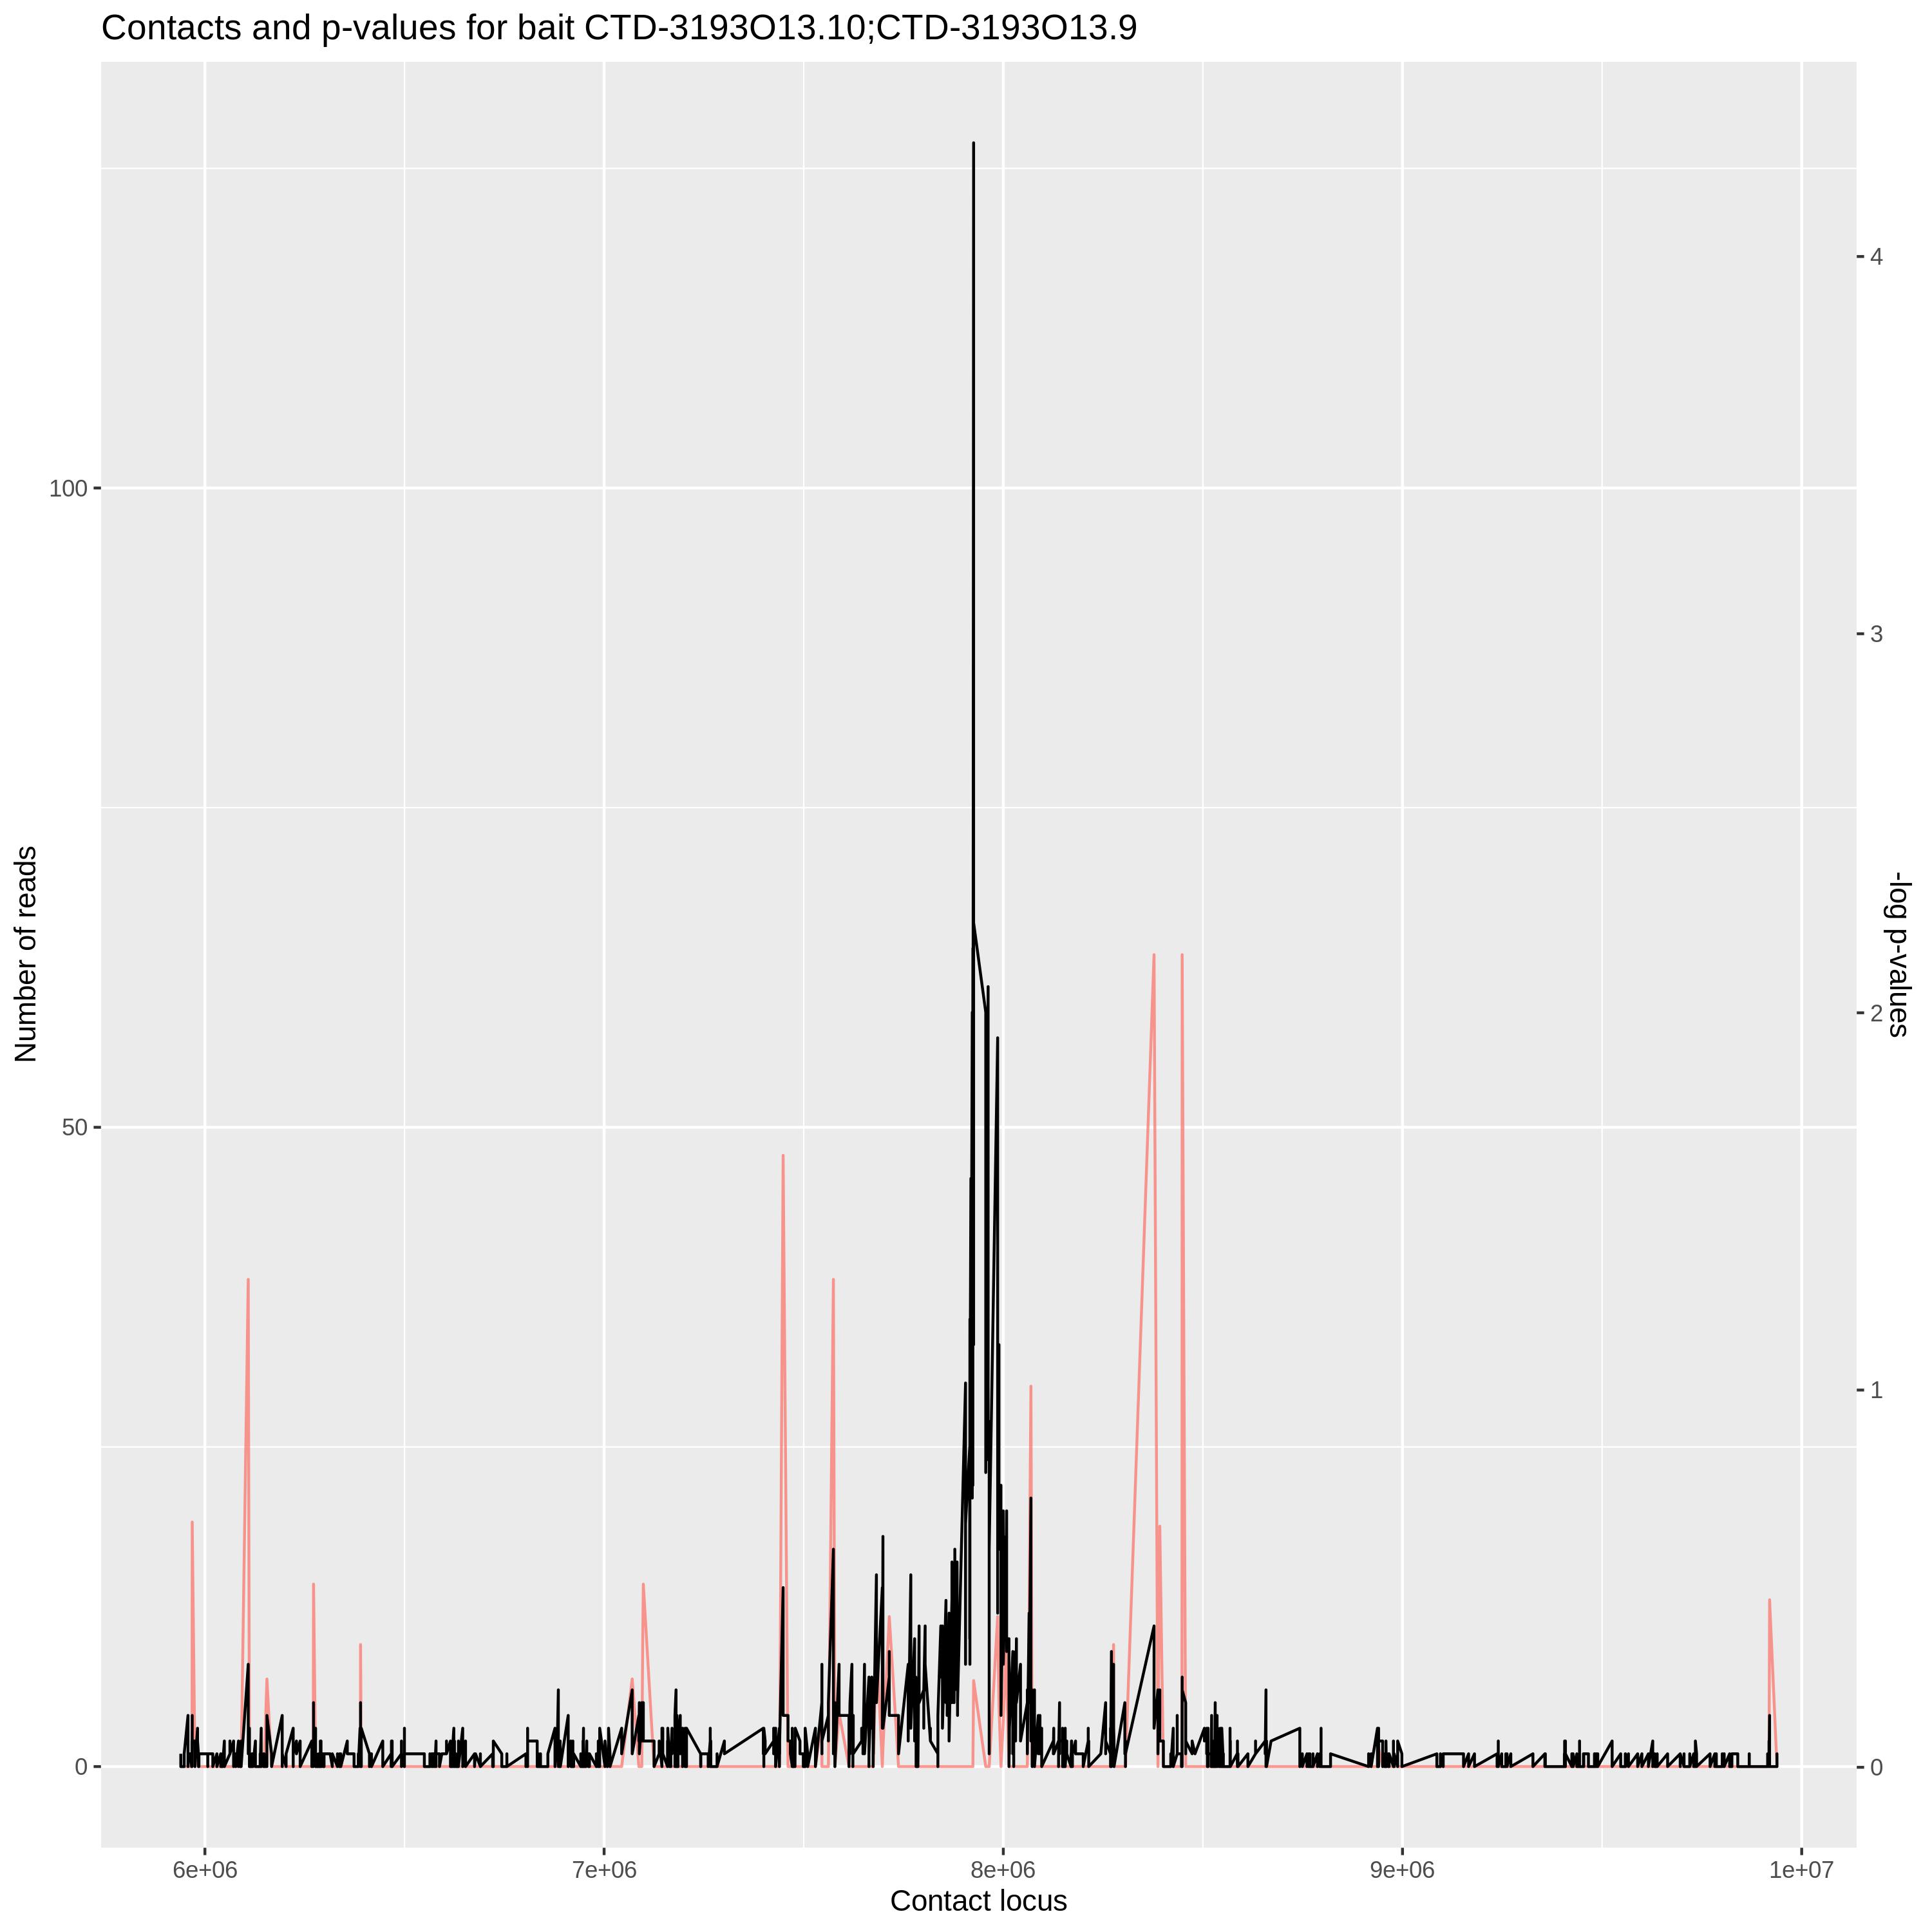 Contacts and p-values for bait CTD-3193O13.10;CTD-3193O13.9
Number of reads
100
50
0
4
3
2
1
0
-log p-values
6e+06
7e+06
8e+06
9e+06
1e+07
Contact locus